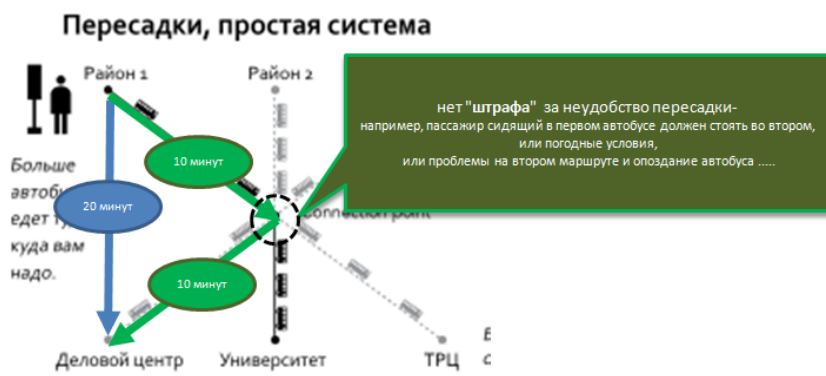 Пересадки, простая система
Район 1
Район 2
нет "штрафа" за неудобство пересадки-
например, пассажир сидящий в первом автобусе должен стоять во втором,
или погодные условия,
или проблемы на втором маршруте и опоздание автобуса .....
10 минут
Больше
автобу
20 минут
едет т
куда вам
надо.
Connection point
10 минут
Деловой центр
Университет
ТРЦ